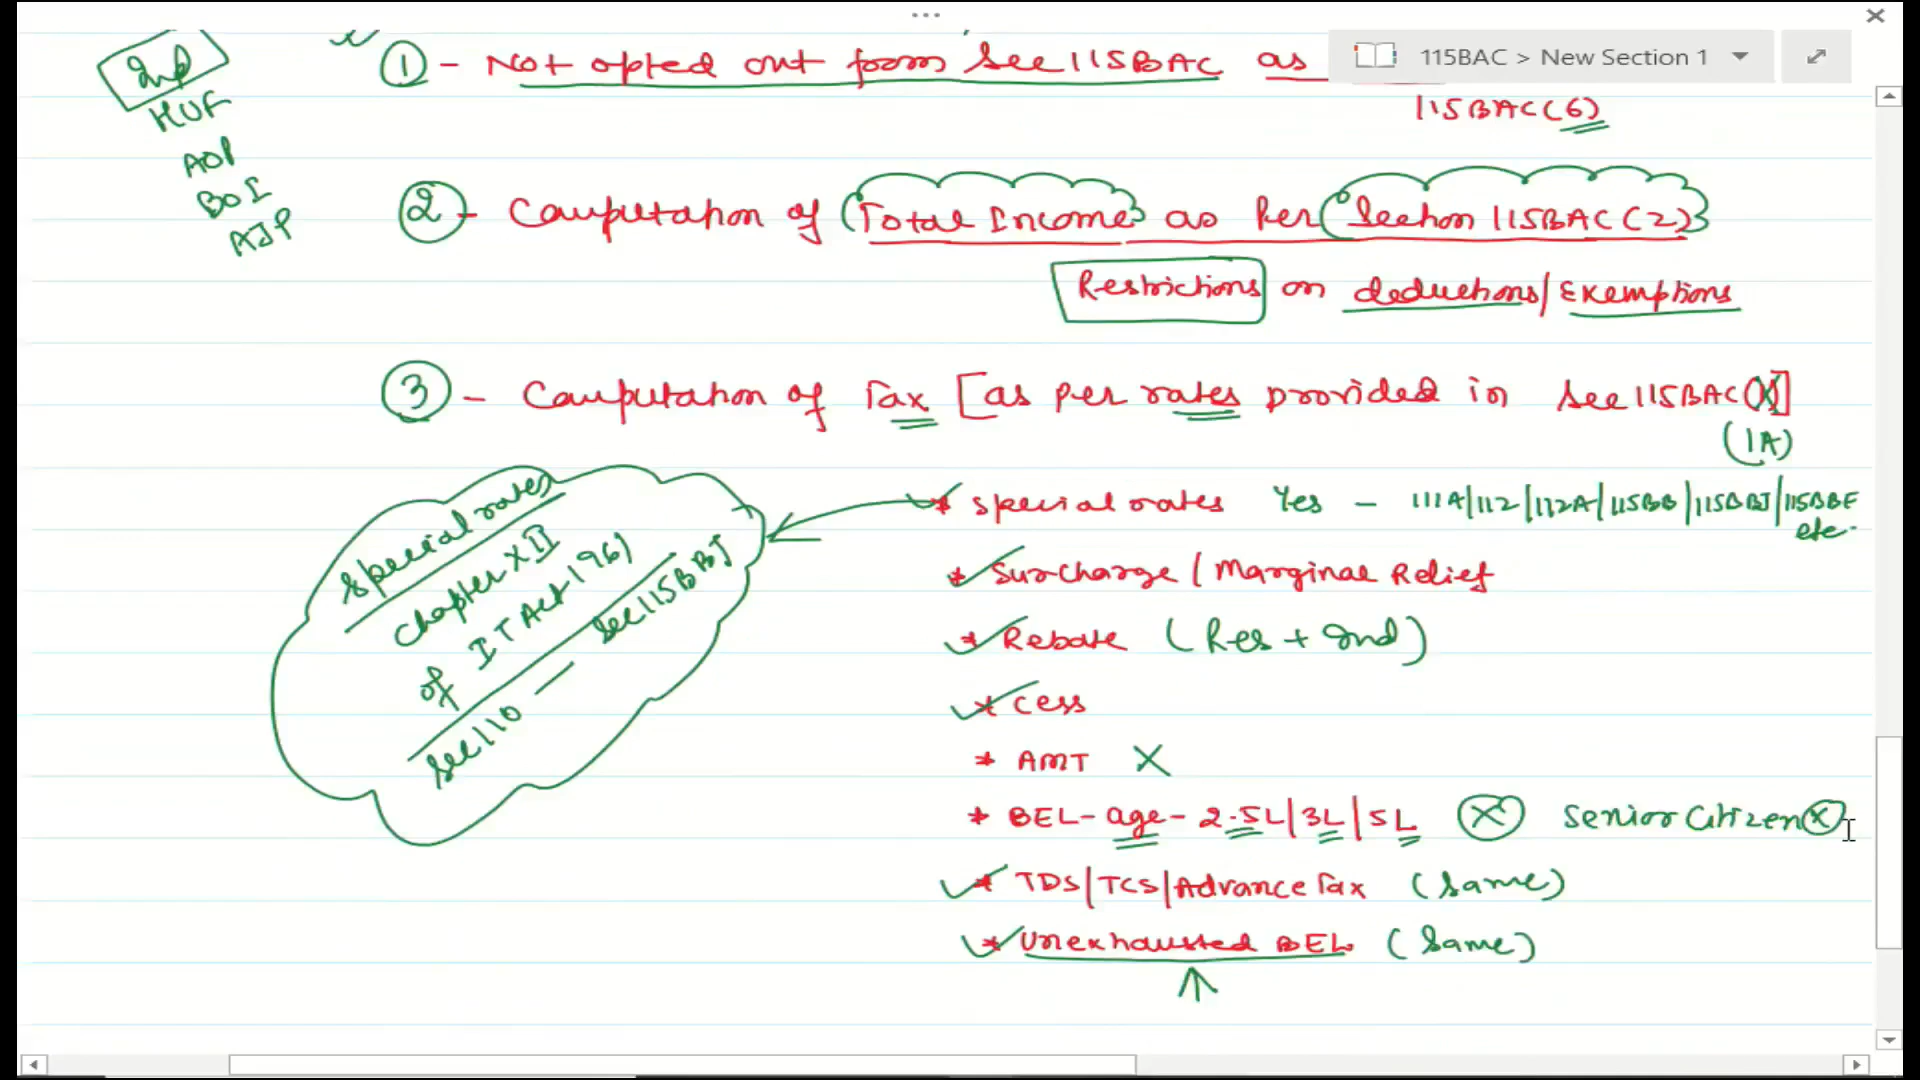 115BAC > New Section 1
Ind
HUF
AOP
BOI
AJP
① - Not opted out from Sec 115BAC as
115BAC(6)
② - Computation of Total Income as Per Section 115BAC(2)
Restrictions on deductions/Exemptions
③ - Computation of Tax [as per rates provided in Sec 115BAC(1)]
(1A)
* Special rates Yes - 111A|112|112A|115BB|115BBJ|115BBE
etc.
* Surcharge / Marginal Relief
* Rebate (Res + Ind)
* Cess
* AMT X
* BEL - age - 2.5L|3L|5L X Senior Citizen X
* TDS|TCS|Advance Tax (Same)
* Unexhausted BEL (Same)
Special rates
Chapter XII
of IT Act 1961
Sec 110 — Sec 115BBJ